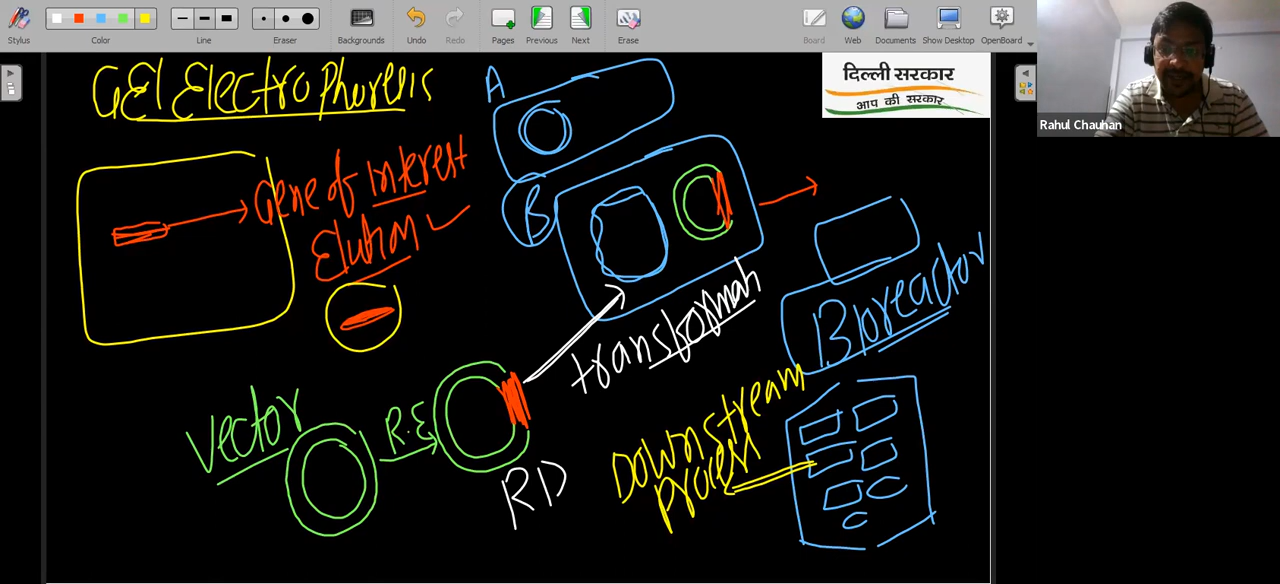 Stylus
Color
Line
Eraser
Backgrounds
Undo
Redo
Pages
Previous
Next
Erase
Board
Web
Documents
Show Desktop
OpenBoard
Rahul Chauhan
दिल्ली सरकार
आप की सरकार
GEl ElectroPhoresis
A
Gene of Interest
Elution
B
Bioreactor
transforman
Vector
R.E
RD
Downstream
process